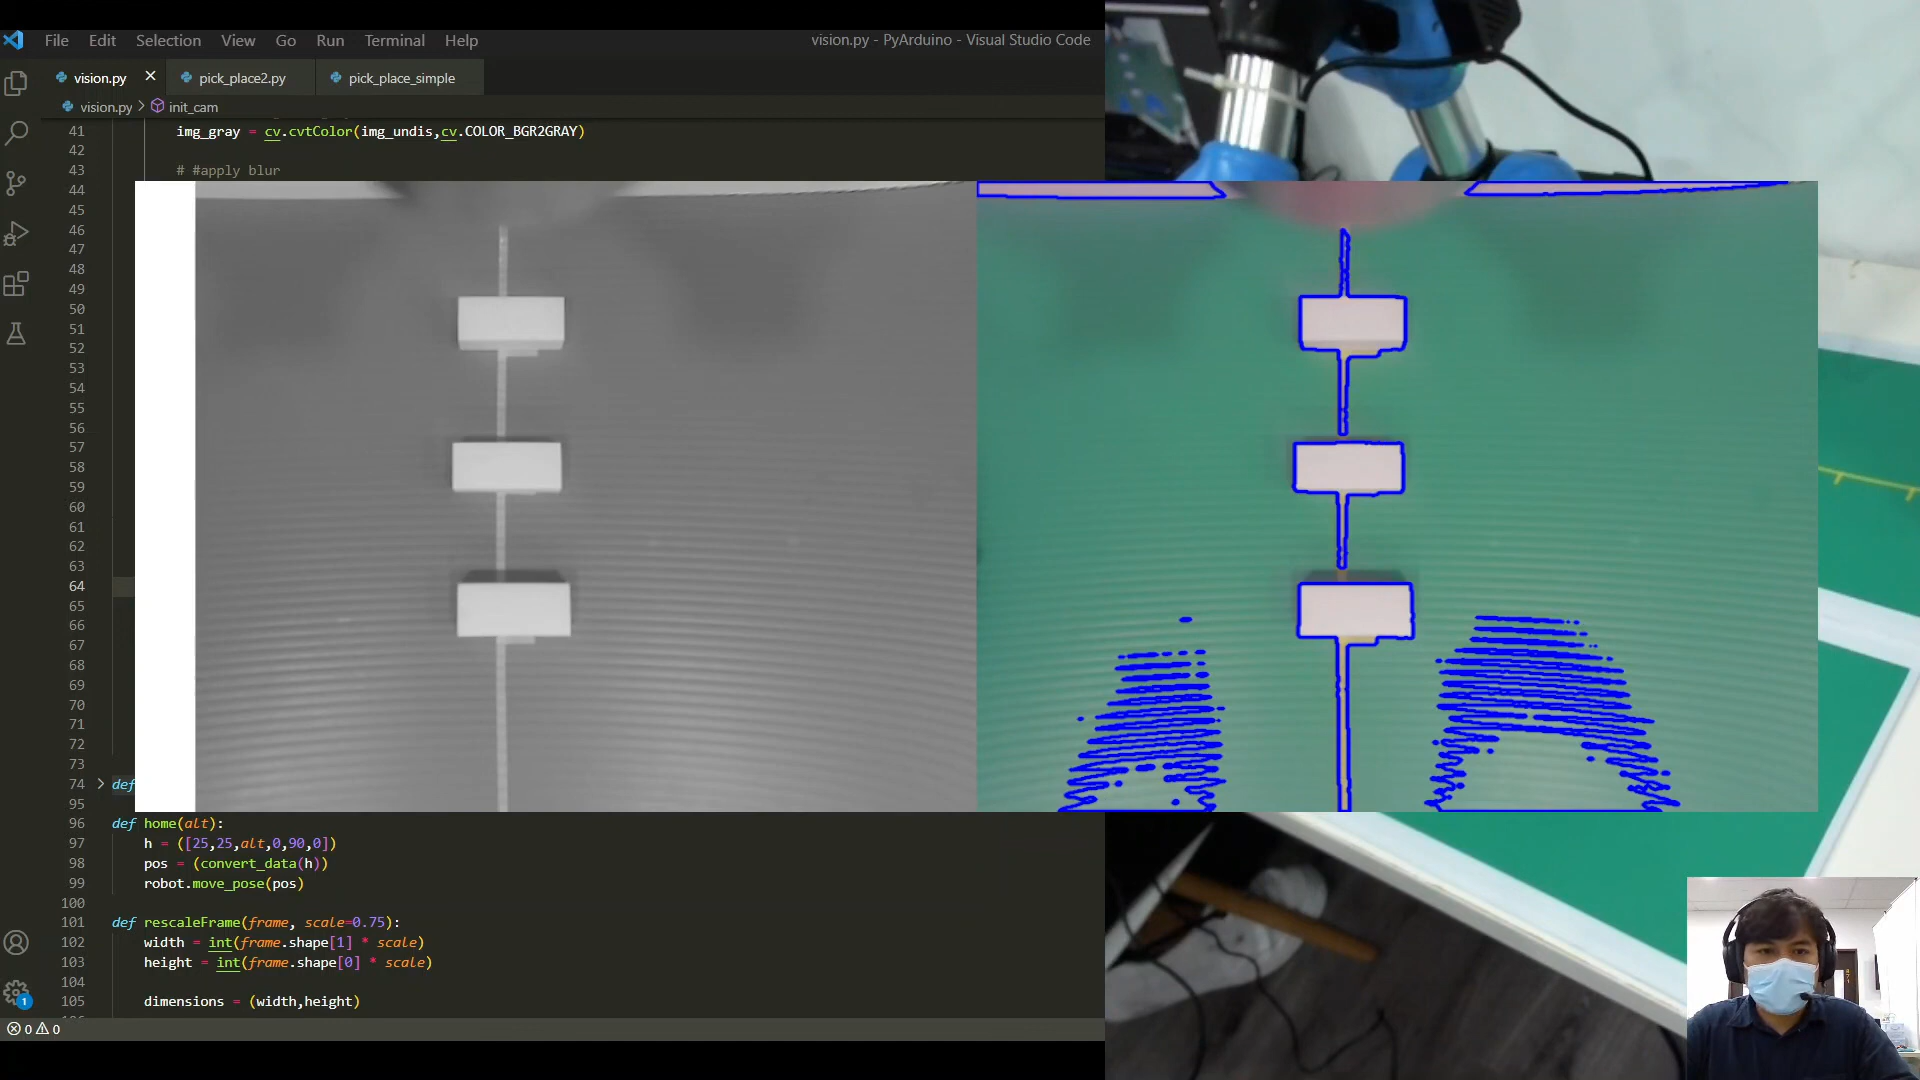 File Edit Selection View Go Run Terminal Help
vision.py - PyArduino - Visual Studio Code
vision.py
pick_place2.py
pick_place_simple
vision.py > init_cam
41 img_gray = cv.cvtColor(img_undis,cv.COLOR_BGR2GRAY)
42
43 # #apply blur
44
45
46
47
48
49
50
51
52
53
54
55
56
57
58
59
60
61
62
63
64
65
66
67
68
69
70
71
72
73
74 def
95
96 def home(alt):
97 h = ([25,25,alt,0,90,0])
98 pos = (convert_data(h))
99 robot.move_pose(pos)
100
101 def rescaleFrame(frame, scale=0.75):
102 width = int(frame.shape[1] * scale)
103 height = int(frame.shape[0] * scale)
104
105 dimensions = (width,height)
1
0 0